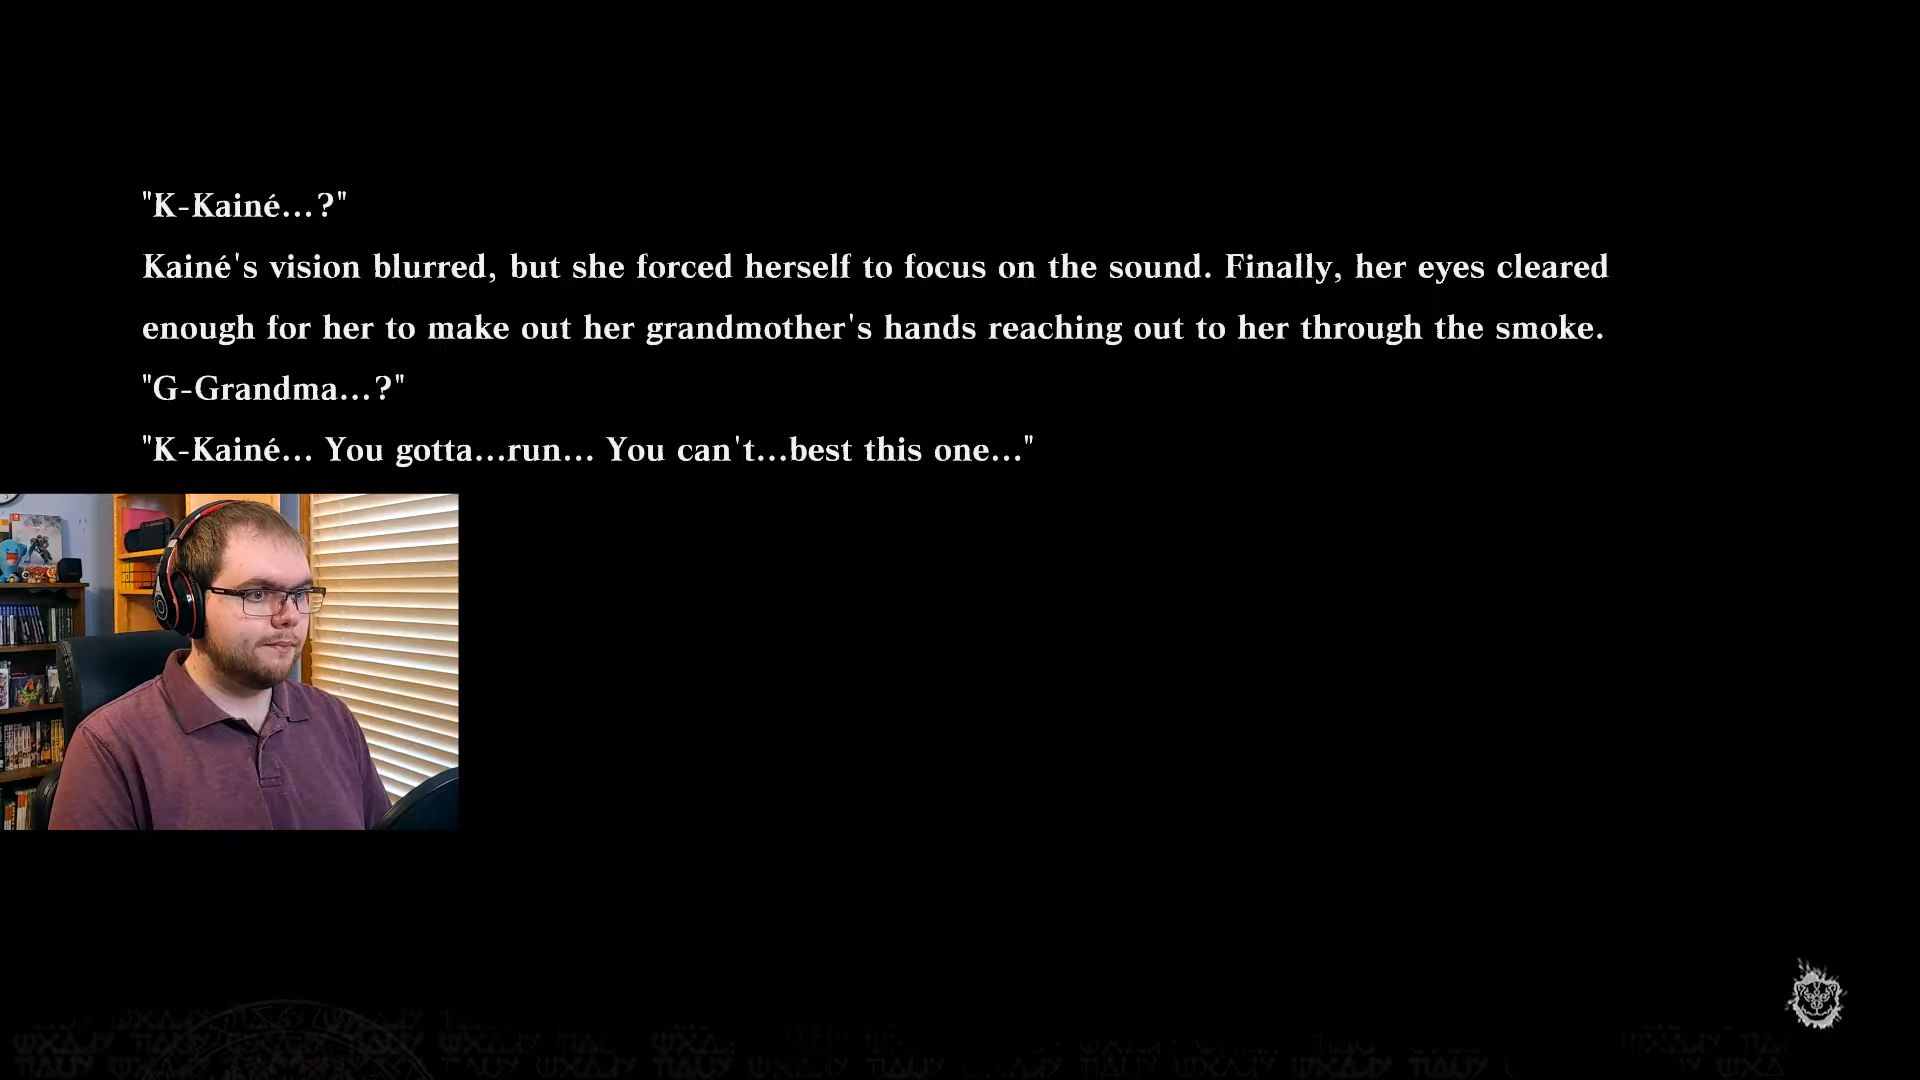 "K-Kainé...?"
Kainé's vision blurred, but she forced herself to focus on the sound. Finally, her eyes cleared
enough for her to make out her grandmother's hands reaching out to her through the smoke.
"G-Grandma...?"
"K-Kainé... You gotta...run... You can't...best this one..."